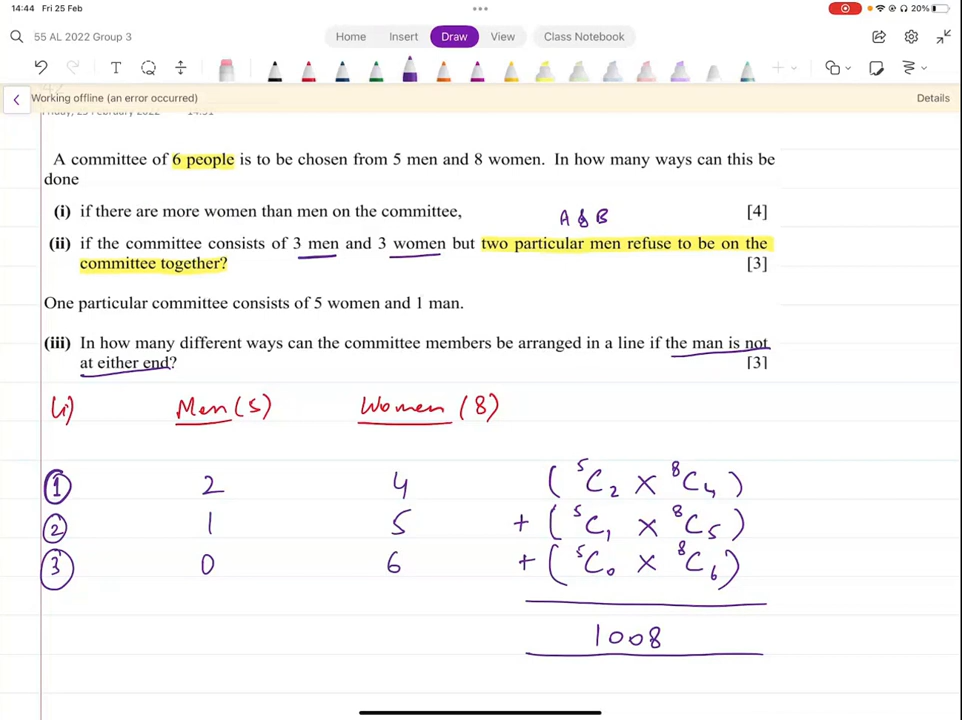 14:44 Fri 25 Feb
20%
55 AL 2022 Group 3
Home Insert Draw View Class Notebook
Working offline (an error occurred)
Details
Friday, 25 February 2022 14:31
A committee of 6 people is to be chosen from 5 men and 8 women. In how many ways can this be
done
(i) if there are more women than men on the committee, [4]
A & B
(ii) if the committee consists of 3 men and 3 women but two particular men refuse to be on the
committee together? [3]
One particular committee consists of 5 women and 1 man.
(iii) In how many different ways can the committee members be arranged in a line if the man is not
at either end? [3]
(i) Men (5) Women (8)
① 2 4 (⁵C₂ × ⁸C₄)
② 1 5 + (⁵C₁ × ⁸C₅)
③ 0 6 + (⁵C₀ × ⁸C₆)
1008